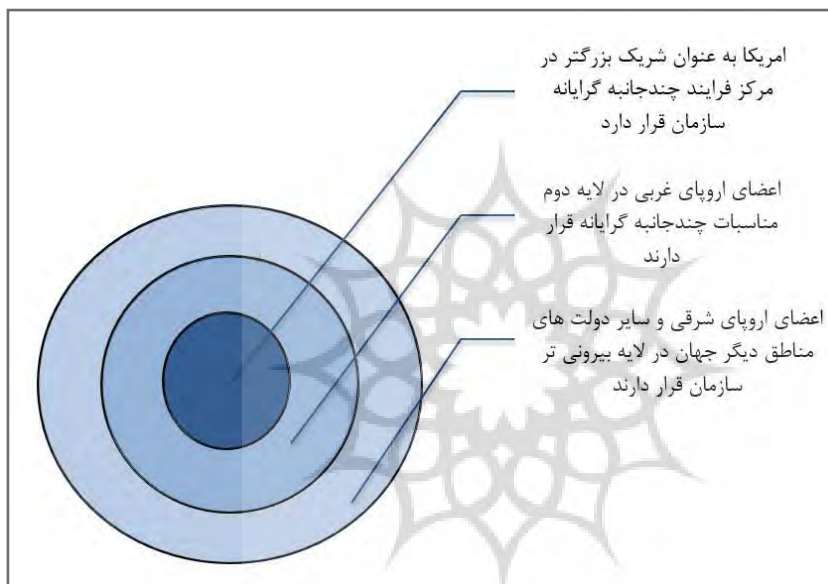 امریکا به عنوان شریک بزرگتر در
مرکز فرایند چندجانبه گرایانه
سازمان قرار دارد
اعضای اروپای غربی در لایه دوم
مناسبات چندجانبه گرایانه قرار
دارند
اعضای اروپای شرقی و سایر دولت های
مناطق دیگر جهان در لایه بیرونی تر
سازمان قرار دارند